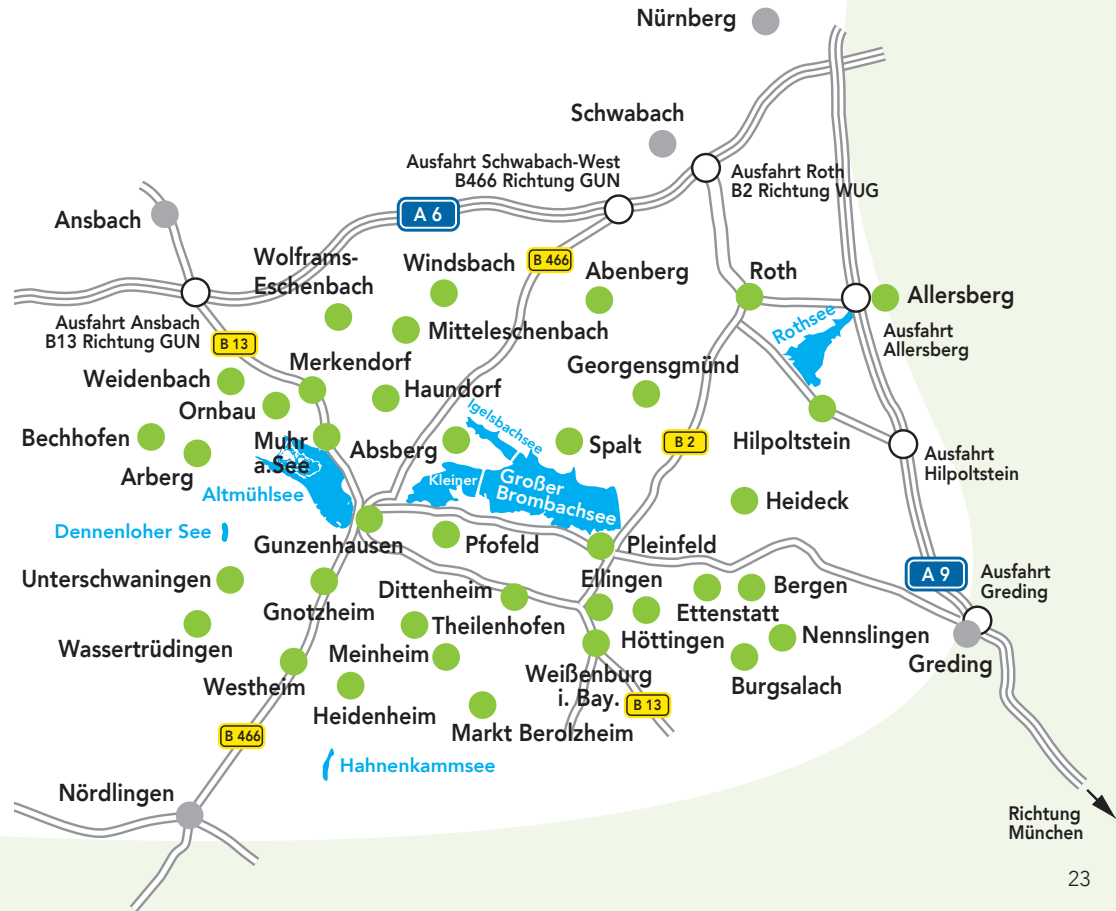 Nürnberg
Schwabach
Ausfahrt Schwabach-West
B466 Richtung GUN
Ausfahrt Roth
B2 Richtung WUG
A 6
Ansbach
Wolframs-
Eschenbach
Windsbach
B 466
Abenberg
Roth
Allersberg
Ausfahrt Ansbach
B13 Richtung GUN
B 13
Mitteleschenbach
Rothsee
Ausfahrt
Allersberg
Merkendorf
Georgensgmünd
Weidenbach
Haundorf
Ornbau
Igelsbachsee
Bechhofen
Muhr
a.See
Absberg
Spalt
B 2
Hilpoltstein
Ausfahrt
Hilpoltstein
Arberg
Altmühlsee
Kleiner
Großer
Brombachsee
Heideck
Dennenloher See
Gunzenhausen
Pfofeld
Pleinfeld
Unterschwaningen
Gnotzheim
Dittenheim
Ellingen
Ettenstatt
Bergen
A 9
Ausfahrt
Greding
Wassertrüdingen
Theilenhofen
Höttingen
Nennslingen
Greding
Meinheim
Westheim
Weißenburg
i. Bay.
B 13
Burgsalach
Heidenheim
Markt Berolzheim
B 466
Hahnenkammsee
Nördlingen
Richtung
München
23